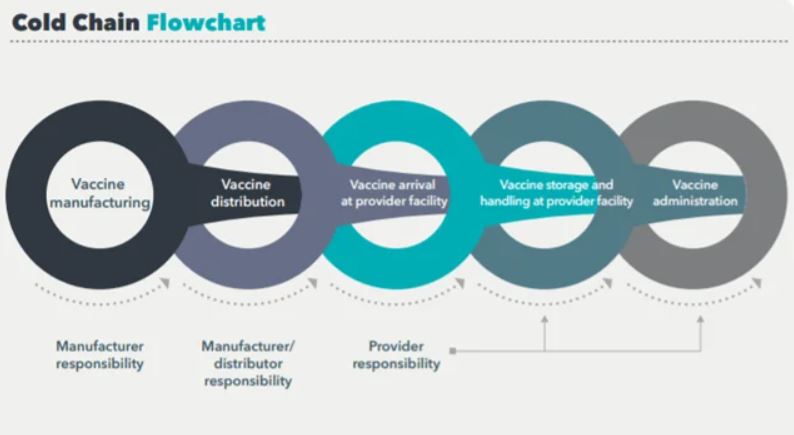 Cold Chain Flowchart
Vaccine
manufacturing
Vaccine
distribution
Vaccine arrival
at provider facility
Vaccine storage and
handling at provider facility
Vaccine
administration
Manufacturer
responsibility
Manufacturer/
distributor
responsibility
Provider
responsibility